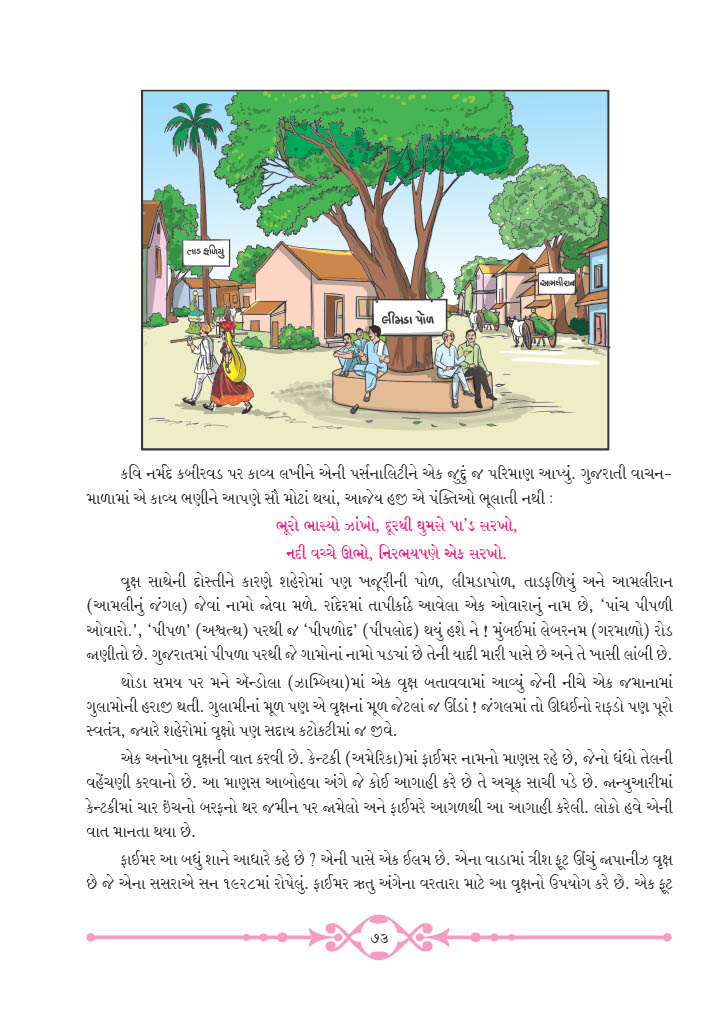 તાડ ફળિયુ
આમલીરાન
લીમડા પોળ
કવિ નર્મદે કબીરવડ પર કાવ્ય લખીને એની પર્સનાલિટીને એક જુદું જ પરિમાણ આપ્યું. ગુજરાતી વાચન-
માળામાં એ કાવ્ય ભણીને આપણે સૌ મોટાં થયાં, આજેય હજી એ પંક્તિઓ ભૂલાતી નથી :
ભૂરો ભાસ્યો ઝાંખો, દૂરથી ધુમસે પા’ડ સરખો,
નદી વચ્ચે ઊભો, નિરભયપણે એક સરખો.
વૃક્ષ સાથેની દોસ્તીને કારણે શહેરોમાં પણ ખજૂરીની પોળ, લીમડાપોળ, તાડફળિયું અને આમલીરાન
(આમલીનું જંગલ) જેવાં નામો જોવા મળે. રાંદેરમાં તાપીકાંઠે આવેલા એક ઓવારાનું નામ છે, ‘પાંચ પીપળી
ઓવારો.’, ‘પીપળ’ (અશ્વત્થ) પરથી જ ‘પીપળોદ’ (પીપલોદ) થયું હશે ને ! મુંબઈમાં લેબરનમ (ગરમાળો) રોડ
જાણીતો છે. ગુજરાતમાં પીપળા પરથી જે ગામોનાં નામો પડ્યાં છે તેની યાદી મારી પાસે છે અને તે ખાસી લાંબી છે.
થોડા સમય પર મને ઍન્ડોલા (ઝામ્બિયા)માં એક વૃક્ષ બતાવવામાં આવ્યું જેની નીચે એક જમાનામાં
ગુલામોની હરાજી થતી. ગુલામીનાં મૂળ પણ એ વૃક્ષનાં મૂળ જેટલાં જ ઊંડાં ! જંગલમાં તો ઊધઈનો રાફડો પણ પૂરો
સ્વતંત્ર, જ્યારે શહેરોમાં વૃક્ષો પણ સદાય કટોકટીમાં જ જીવે.
એક અનોખા વૃક્ષની વાત કરવી છે. કેન્ટકી (અમેરિકા)માં ફાઈમર નામનો માણસ રહે છે, જેનો ધંધો તેલની
વહેંચણી કરવાનો છે. આ માણસ આબોહવા અંગે જે કોઈ આગાહી કરે છે તે અચૂક સાચી પડે છે. જાન્યુઆરીમાં
કેન્ટકીમાં ચાર ઇંચનો બરફનો થર જમીન પર જામેલો અને ફાઈમરે આગળથી આ આગાહી કરેલી. લોકો હવે એની
વાત માનતા થયા છે.
ફાઈમર આ બધું શાને આધારે કહે છે ? એની પાસે એક ઈલમ છે. એના વાડામાં ત્રીશ ફૂટ ઊંચું જાપાનીઝ વૃક્ષ
છે જે એના સસરાએ સન ૧૯૨૮માં રોપેલું. ફાઈમર ઋતુ અંગેના વરતારા માટે આ વૃક્ષનો ઉપયોગ કરે છે. એક ફૂટ
૭૩